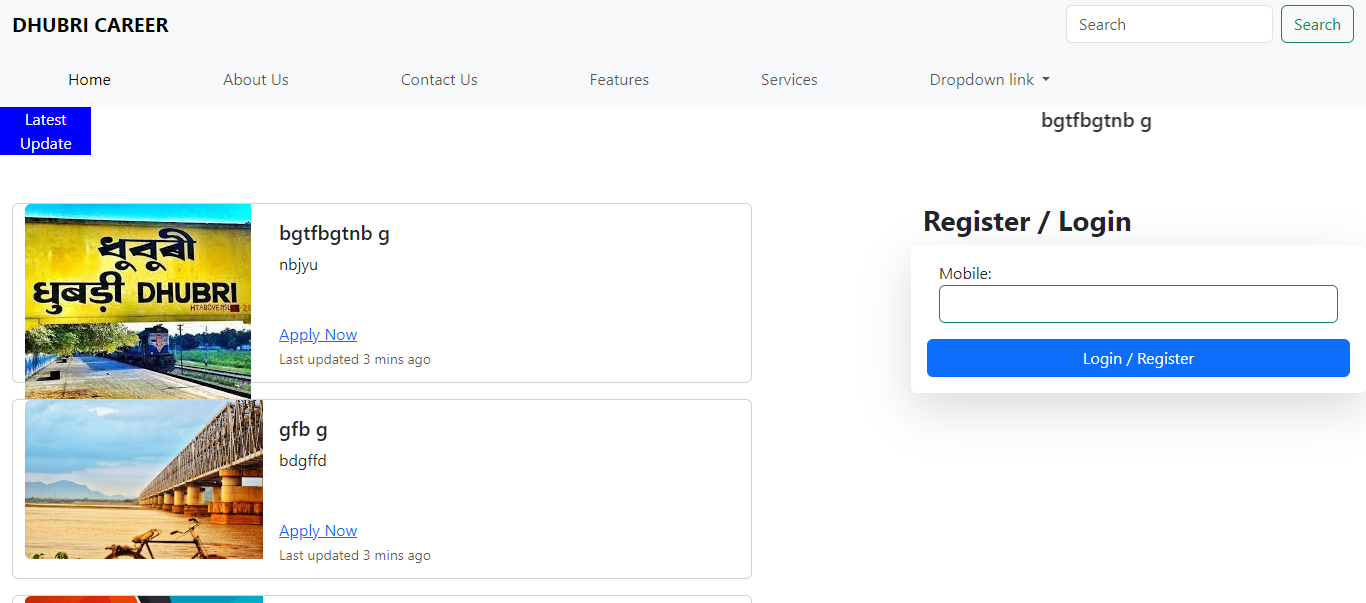 DHUBRI CAREER
Search
Search
Home
About Us
Contact Us
Features
Services
Dropdown link
Latest
Update
bgtfbgtnb g
ধুবুৰী
धुबड़ी DHUBRI
bgtfbgtnb g
nbjyu
Apply Now
Last updated 3 mins ago
gfb g
bdgffd
Apply Now
Last updated 3 mins ago
Register / Login
Mobile:
Login / Register